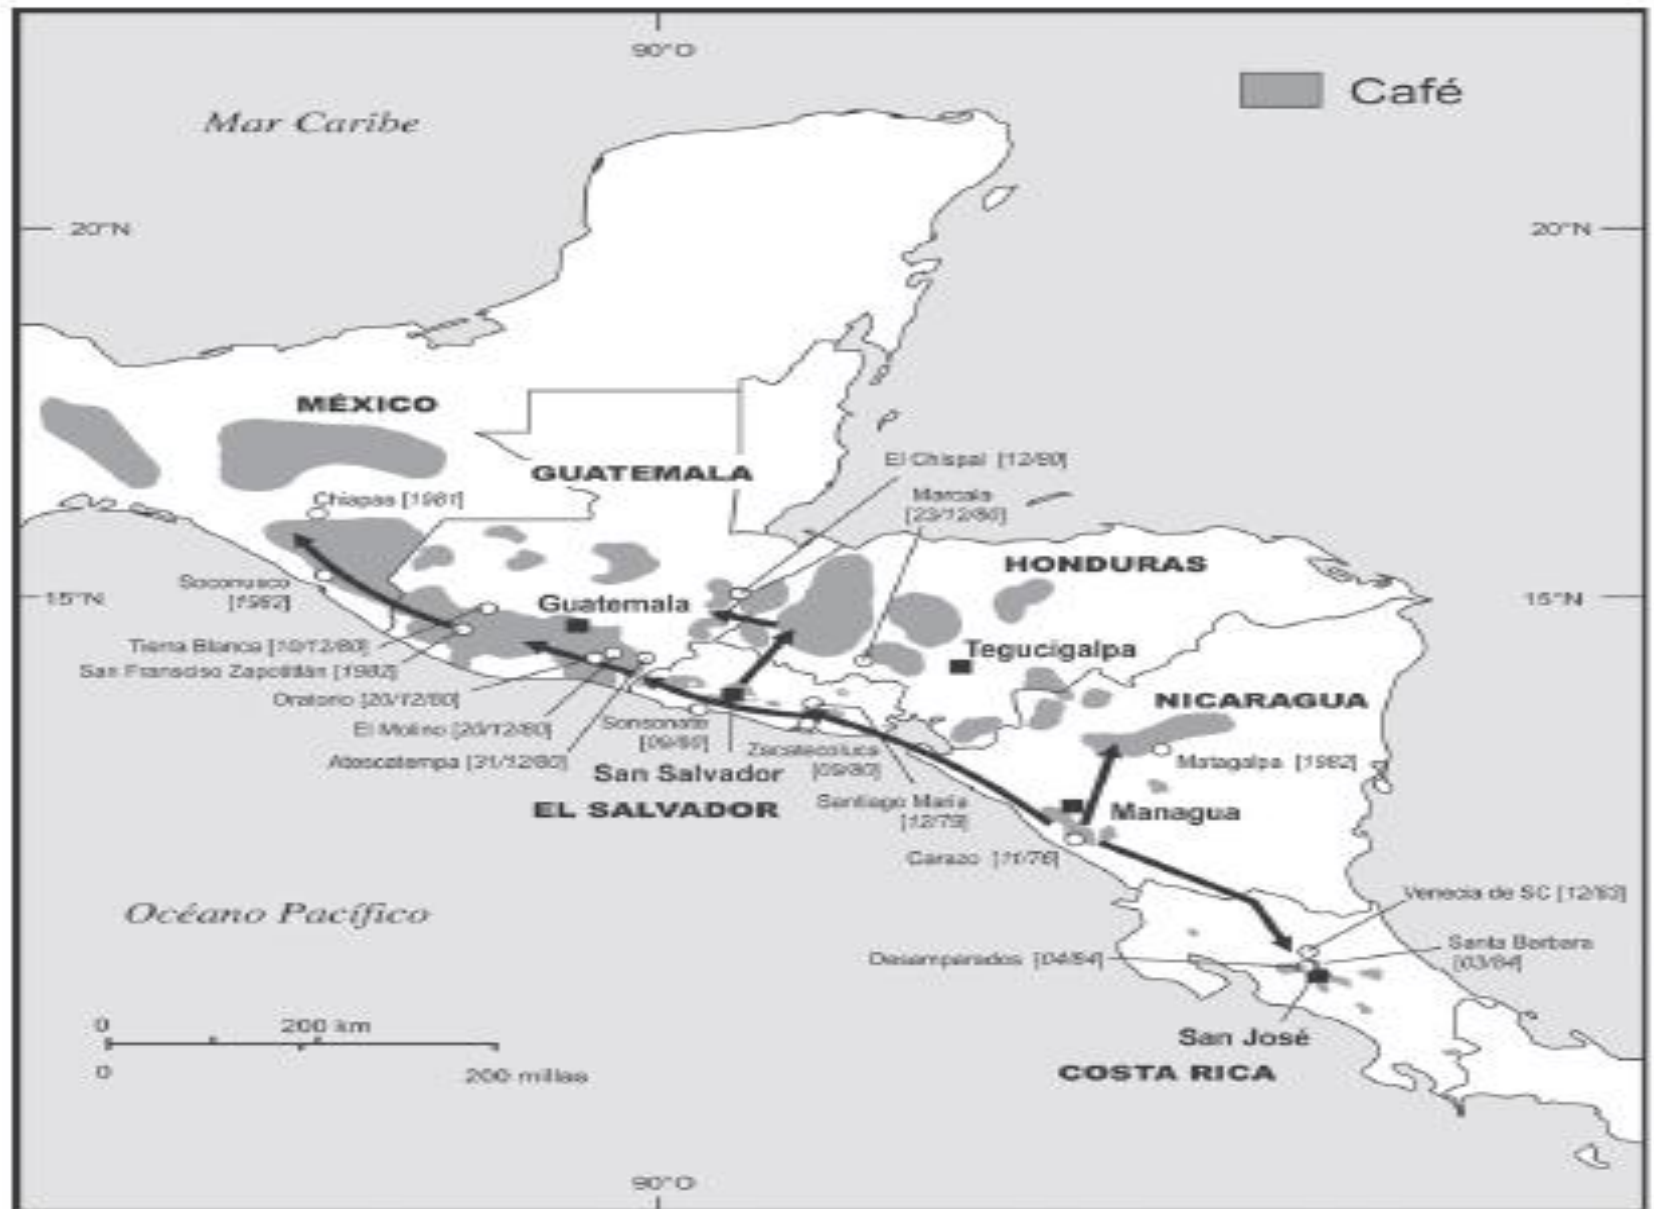 90°O
Café
Mar Caribe
20°N
20°N
MÉXICO
El Chispal [12/80]
GUATEMALA
Marcala
[23/12/80]
Chiapas [1981]
HONDURAS
Soconusco
[1982]
15°N
15°N
Guatemala
Tierra Blanca [10/12/80]
Tegucigalpa
San Fransciso Zapotitlán [1982]
Oratorio [20/12/80]
NICARAGUA
El Molino [20/12/80]
Sonsonate
[09/80]
Atescatempa [31/12/80]
Zacatecoluca
[09/80]
Matagalpa [1982]
San Salvador
EL SALVADOR
Santiago Maria
[12/79]
Managua
Carazo [11/76]
Venecia de SC [12/83]
Océano Pacífico
Desamparados [04/84]
Santa Barbara
[03/84]
0
200 km
San José
0
200 millas
COSTA RICA
90°O